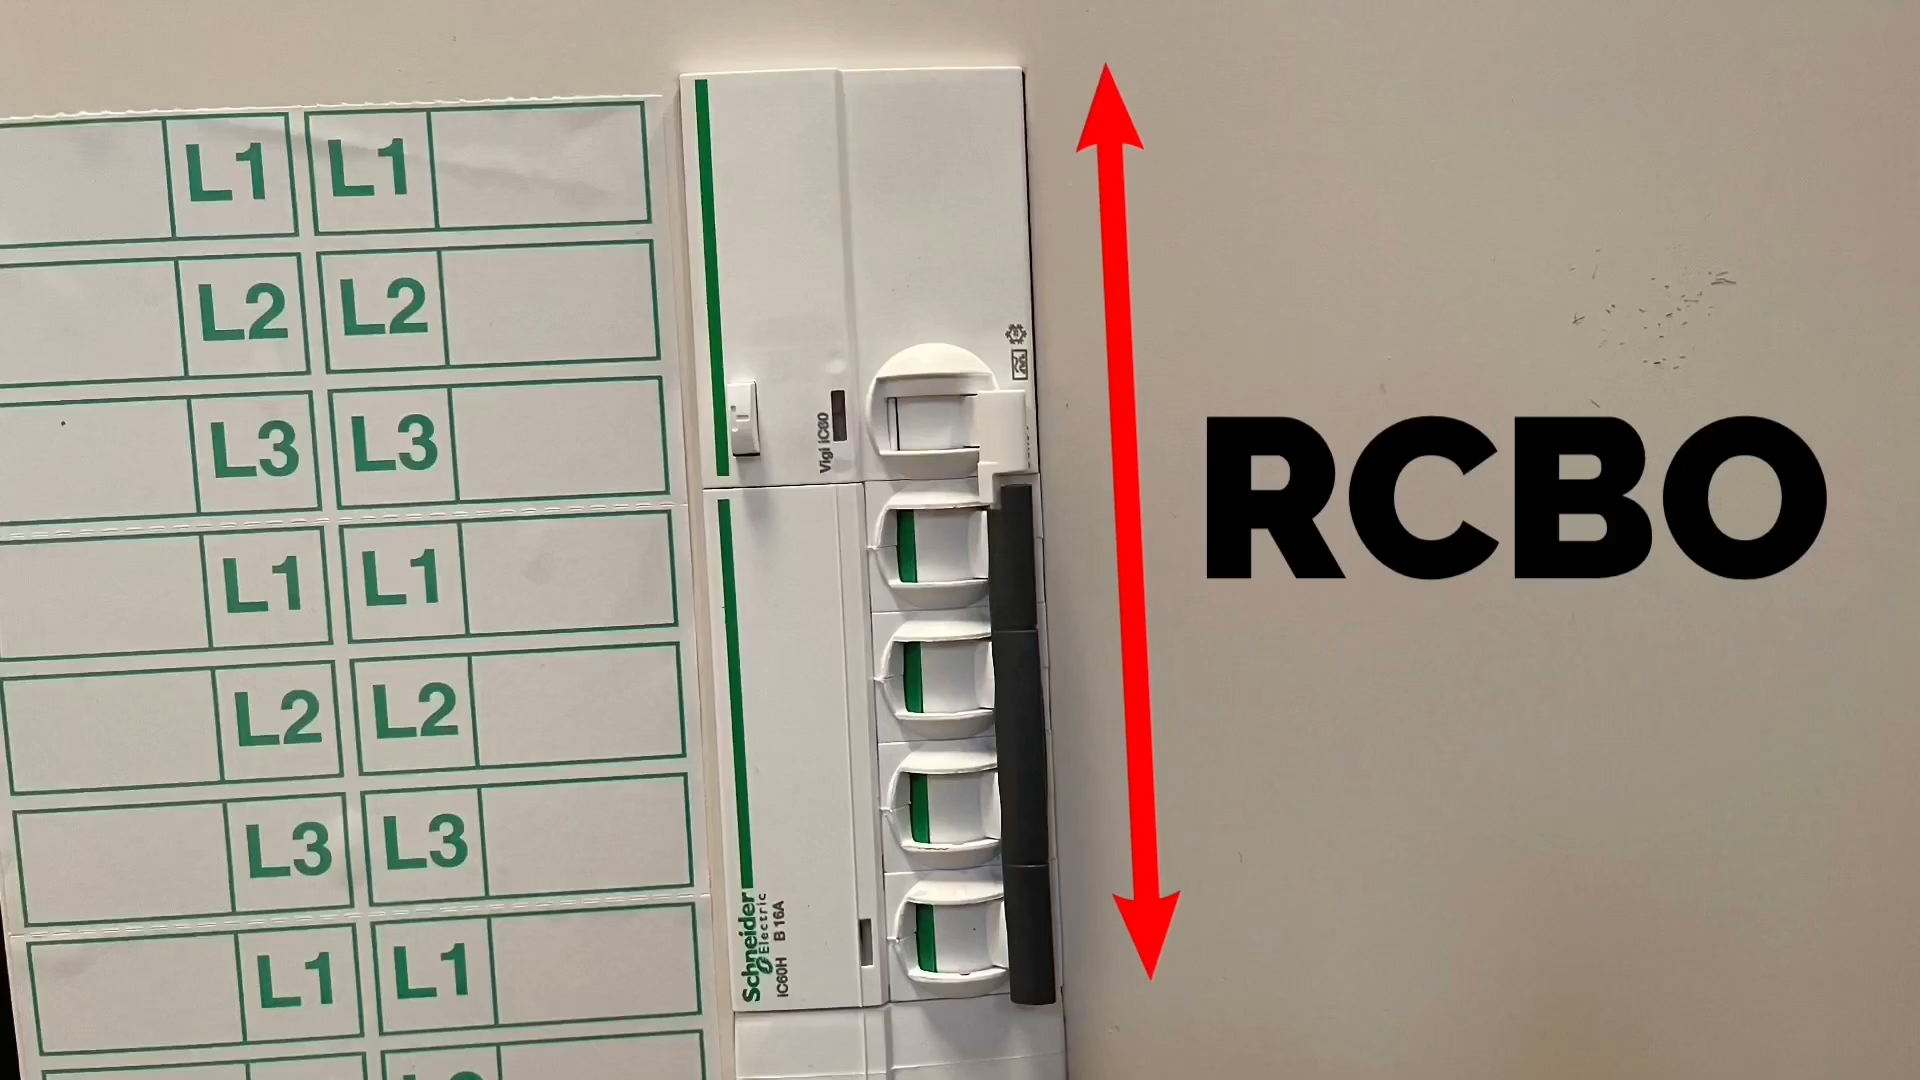 L1 L1
L2 L2
L3 L3
L1 L1
L2 L2
L3 L3
L1 L1
Vigi iC60
Schneider
Electric
iC60H B 16A
RCBO